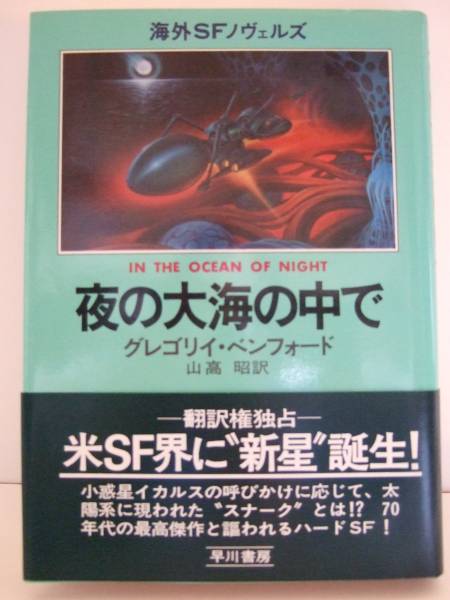 海外SFノヴェルズ
IN THE OCEAN OF NIGHT
夜の大海の中で
グレゴリイ・ベンフォード
山高 昭訳
—翻訳権独占—
米SF界に〝新星〟誕生!
小惑星イカルスの呼びかけに応じて、太
陽系に現われた〝スナーク〟とは!? 70
年代の最高傑作と謳われるハードSF!
早川書房